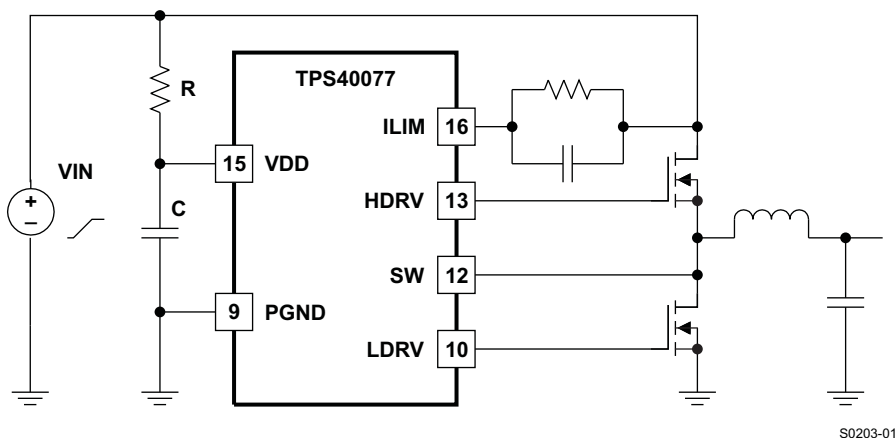 TPS40077
R
ILIM
16
VIN
15
VDD
HDRV
13
+
–
C
SW
12
9
PGND
LDRV
10
S0203-01